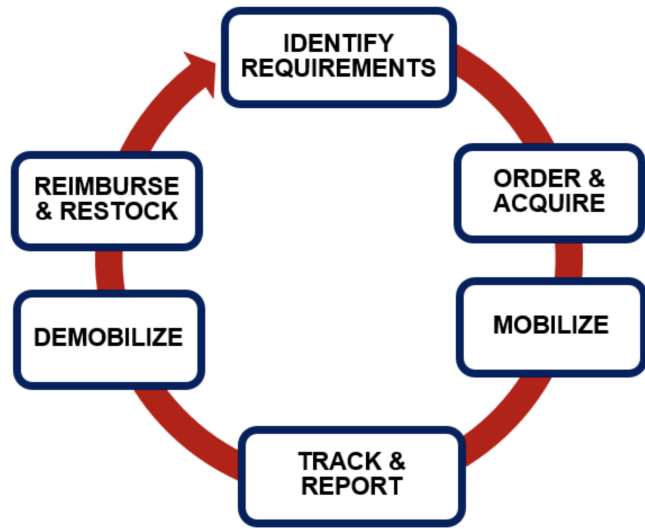 IDENTIFY
REQUIREMENTS
ORDER &
ACQUIRE
MOBILIZE
TRACK &
REPORT
DEMOBILIZE
REIMBURSE
& RESTOCK